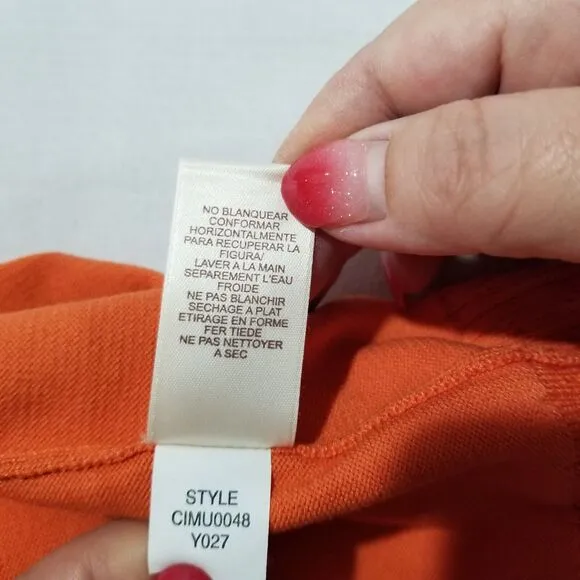 NO BLANQUEAR
CONFORMAR
HORIZONTALMENTE
PARA RECUPERAR LA
FIGURA/
LAVER A LA MAIN
SEPAREMENT L'EAU
FROIDE
NE PAS BLANCHIR
SECHAGE A PLAT
ETIRAGE EN FORME
FER TIEDE
NE PAS NETTOYER
A SEC
STYLE
CIMU0048
Y027